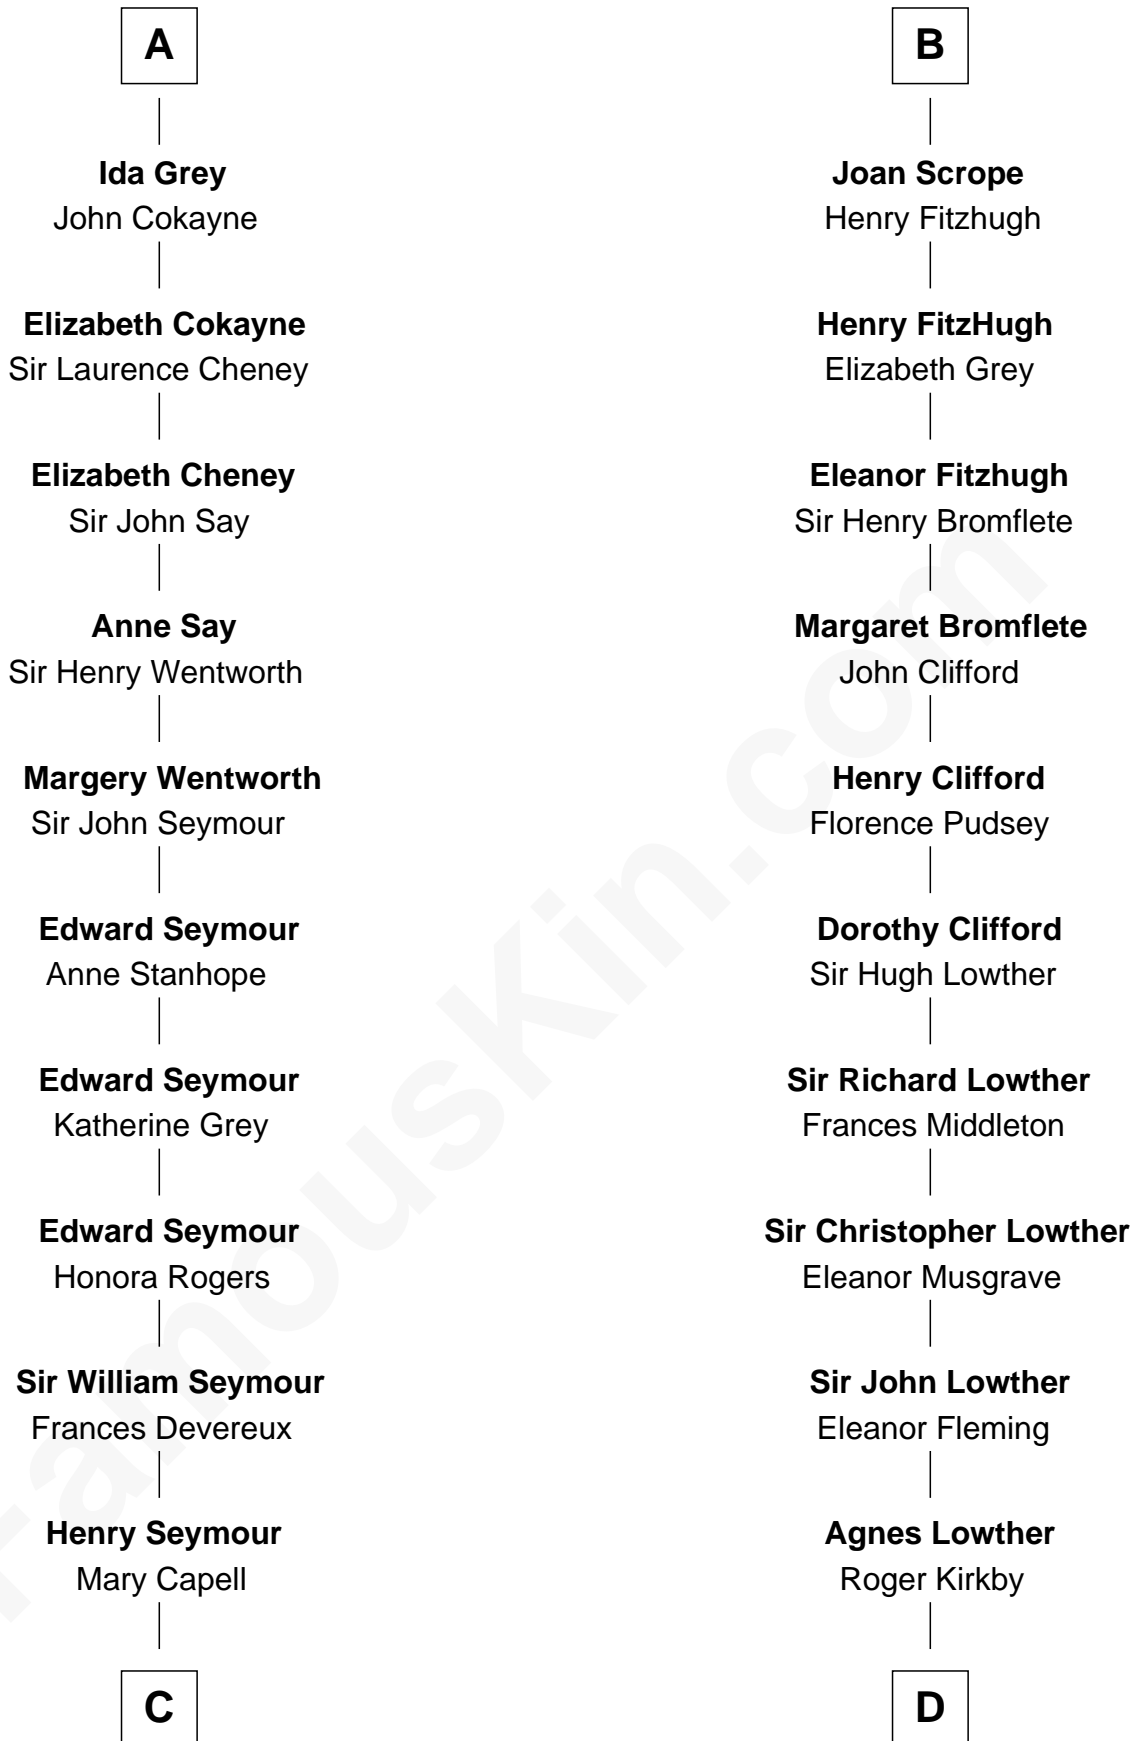 A
Ida Grey
John Cokayne
Elizabeth Cokayne
Sir Laurence Cheney
Elizabeth Cheney
Sir John Say
Anne Say
Sir Henry Wentworth
Margery Wentworth
Sir John Seymour
Edward Seymour
Anne Stanhope
Edward Seymour
Katherine Grey
Edward Seymour
Honora Rogers
Sir William Seymour
Frances Devereux
Henry Seymour
Mary Capell
C
B
Joan Scrope
Henry Fitzhugh
Henry FitzHugh
Elizabeth Grey
Eleanor Fitzhugh
Sir Henry Bromflete
Margaret Bromflete
John Clifford
Henry Clifford
Florence Pudsey
Dorothy Clifford
Sir Hugh Lowther
Sir Richard Lowther
Frances Middleton
Sir Christopher Lowther
Eleanor Musgrave
Sir John Lowther
Eleanor Fleming
Agnes Lowther
Roger Kirkby
D
FamousKin.com